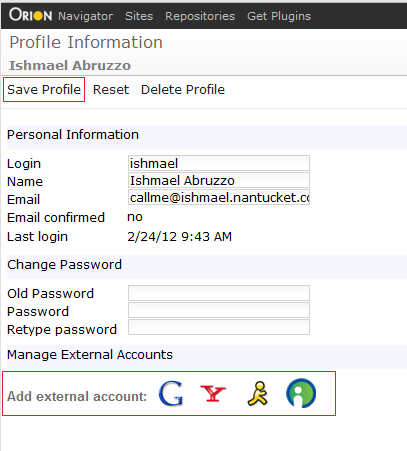 ORION Navigator Sites Repositories Get Plugins
Profile Information
Ishmael Abruzzo
Save Profile Reset Delete Profile
Personal Information
Login ishmael
Name Ishmael Abruzzo
Email callme@ishmael.nantucket.cc
Email confirmed no
Last login 2/24/12 9:43 AM
Change Password
Old Password
Password
Retype password
Manage External Accounts
Add external account: G Y!